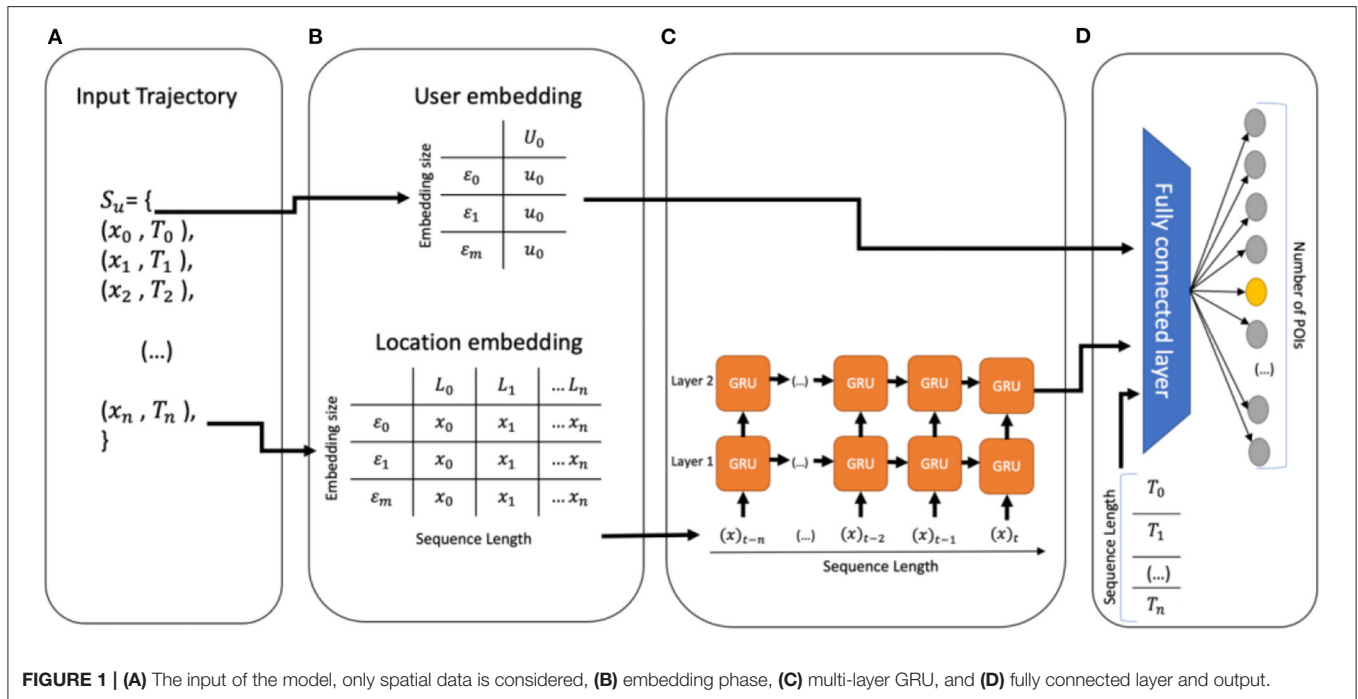 A
B
C
D
Input Trajectory
S_u= {
(x_0 , T_0 ),
(x_1 , T_1 ),
(x_2 , T_2 ),
(...)
(x_n , T_n ),
}
User embedding
Embedding size
U_0
ε_0 u_0
ε_1 u_0
ε_m u_0
Location embedding
Embedding size
L_0 L_1 ... L_n
ε_0 x_0 x_1 ... x_n
ε_1 x_0 x_1 ... x_n
ε_m x_0 x_1 ... x_n
Sequence Length
Layer 2 GRU (...) GRU GRU GRU
Layer 1 GRU (...) GRU GRU GRU
(x)_{t-n} (...) (x)_{t-2} (x)_{t-1} (x)_t
Sequence Length
Fully connected layer
Number of POIs
(...)
Sequence Length
T_0
T_1
(...)
T_n
FIGURE 1 | (A) The input of the model, only spatial data is considered, (B) embedding phase, (C) multi-layer GRU, and (D) fully connected layer and output.